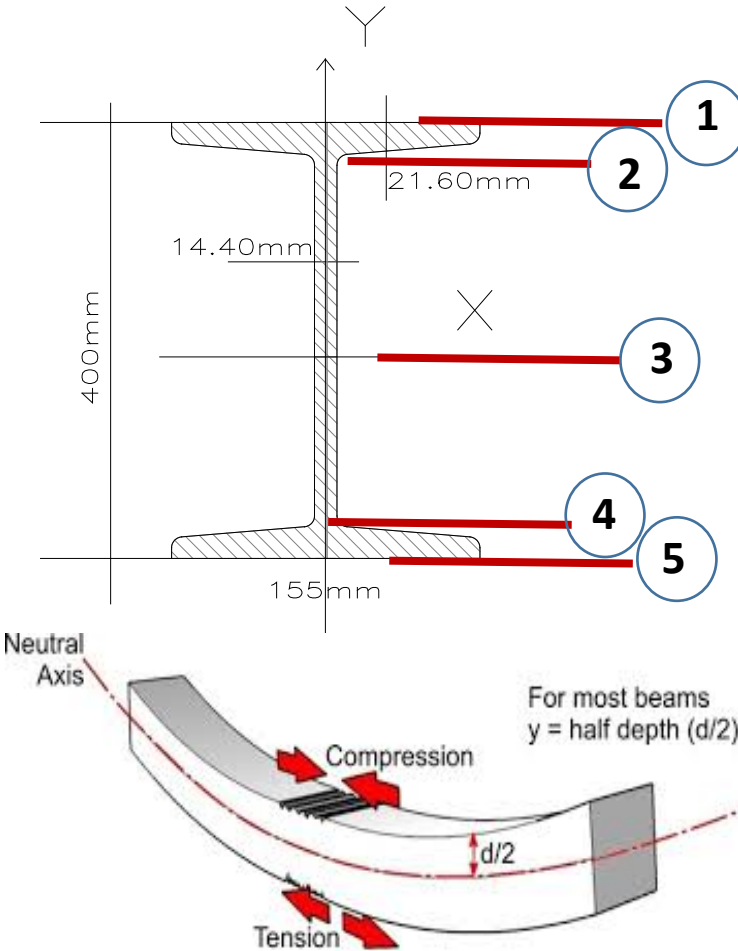 Y
1
2
21.60mm
14.40mm
X
400mm
3
4
5
155mm
Neutral
Axis
For most beams
y = half depth (d/2)
Compression
d/2
Tension